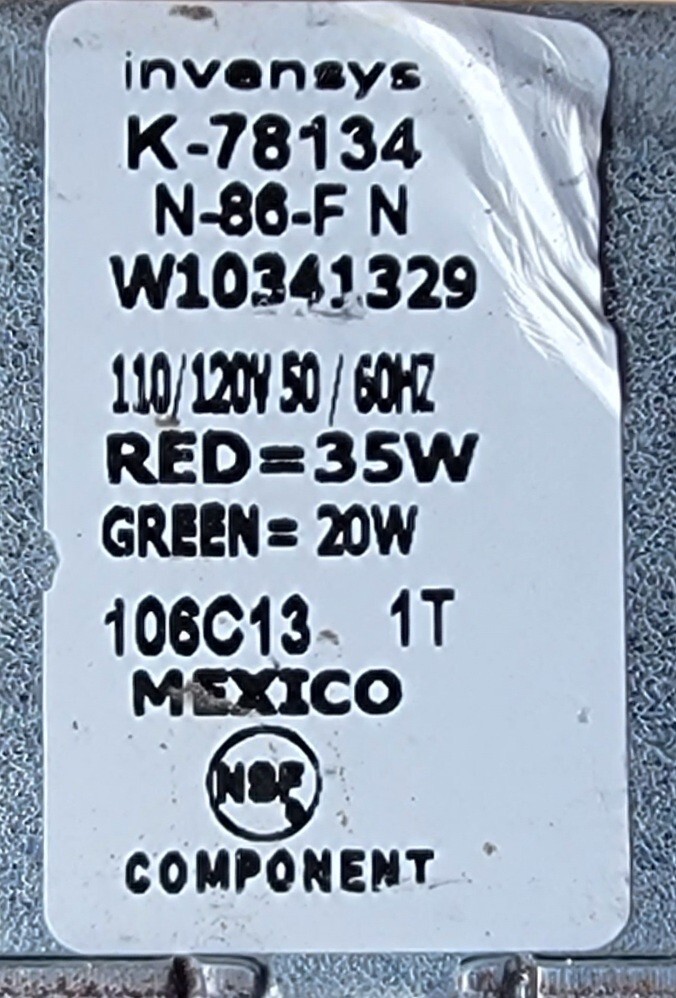 invensys
K-78134
N-86-F N
W10341329
110/120V 50 / 60HZ
RED=35W
GREEN= 20W
106C13 1T
MEXICO
NSF
COMPONENT